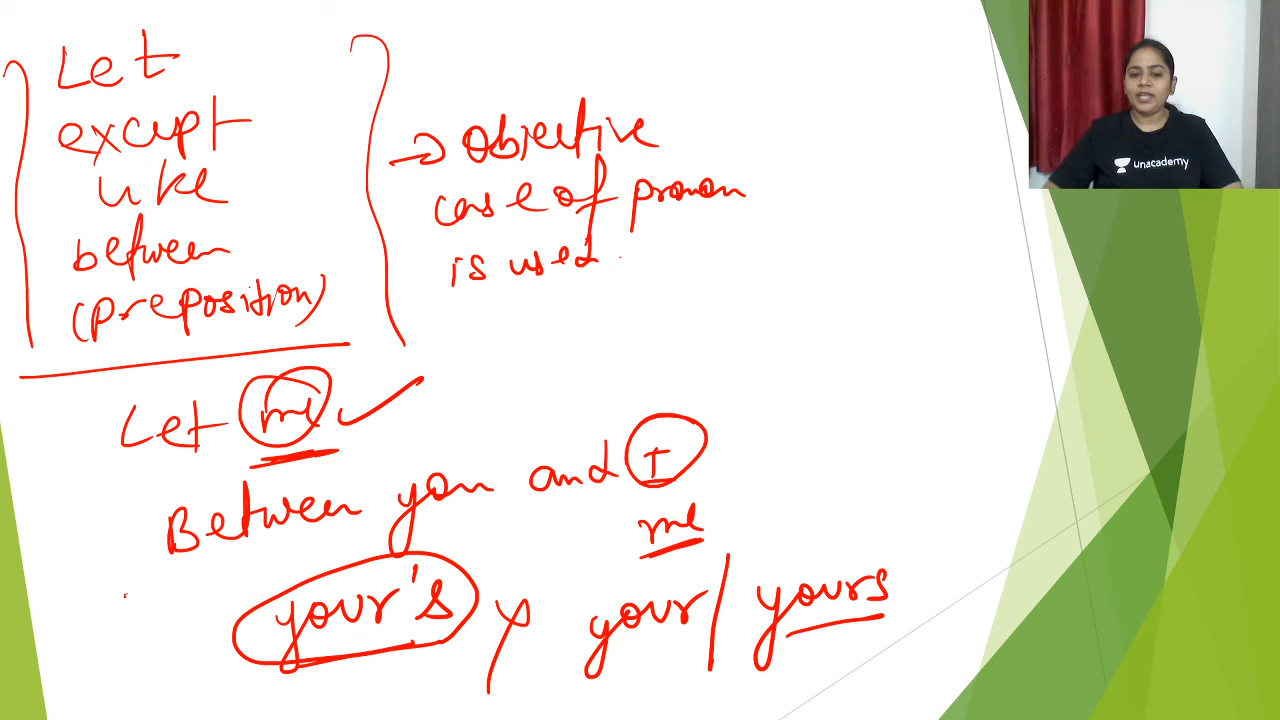 Let
except
like
between
(preposition)
→ objective
case of pronoun
is used.
Let me ✓
Between you and I
me
your's x your / yours
unacademy